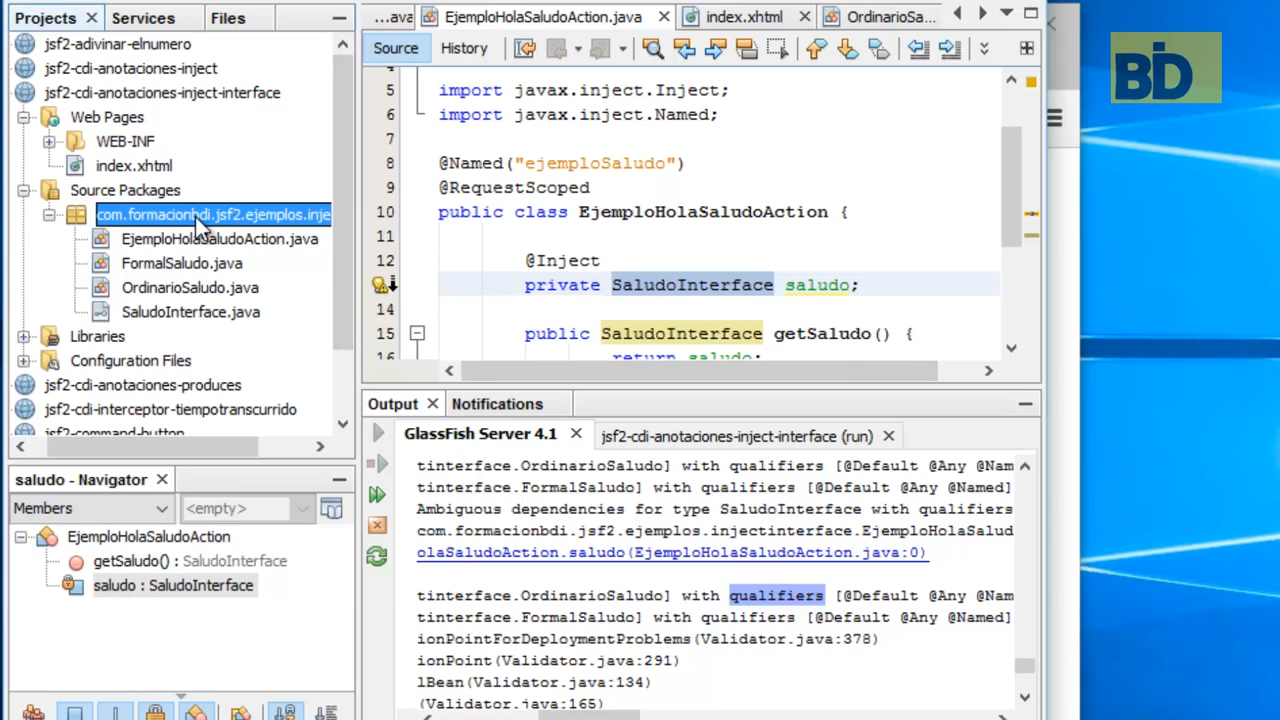 Projects
Services
Files
jsf2-adivinar-elnumero
jsf2-cdi-anotaciones-inject
jsf2-cdi-anotaciones-inject-interface
Web Pages
WEB-INF
index.xhtml
Source Packages
com.formacionbdi.jsf2.ejemplos.inje
EjemploHolaSaludoAction.java
FormalSaludo.java
OrdinarioSaludo.java
SaludoInterface.java
Libraries
Configuration Files
jsf2-cdi-anotaciones-produces
jsf2-cdi-interceptor-tiempotranscurrido
jsf2-command-button
saludo - Navigator
Members
<empty>
EjemploHolaSaludoAction
getSaludo() : SaludoInterface
saludo : SaludoInterface
...ava
EjemploHolaSaludoAction.java
index.xhtml
OrdinarioSa...
Source
History
4
5 import javax.inject.Inject;
6 import javax.inject.Named;
7
8 @Named("ejemploSaludo")
9 @RequestScoped
10 public class EjemploHolaSaludoAction {
11
12 @Inject
private SaludoInterface saludo;
14
15 public SaludoInterface getSaludo() {
16 return saludo;
Output
Notifications
GlassFish Server 4.1
jsf2-cdi-anotaciones-inject-interface (run)
tinterface.OrdinarioSaludo] with qualifiers [@Default @Any @Nam
tinterface.FormalSaludo] with qualifiers [@Default @Any @Named]
Ambiguous dependencies for type SaludoInterface with qualifiers
com.formacionbdi.jsf2.ejemplos.injectinterface.EjemploHolaSalud
olaSaludoAction.saludo(EjemploHolaSaludoAction.java:0)
tinterface.OrdinarioSaludo] with qualifiers [@Default @Any @Nam
tinterface.FormalSaludo] with qualifiers [@Default @Any @Named]
ionPointForDeploymentProblems(Validator.java:378)
ionPoint(Validator.java:291)
lBean(Validator.java:134)
(Validator.java:165)
BDI